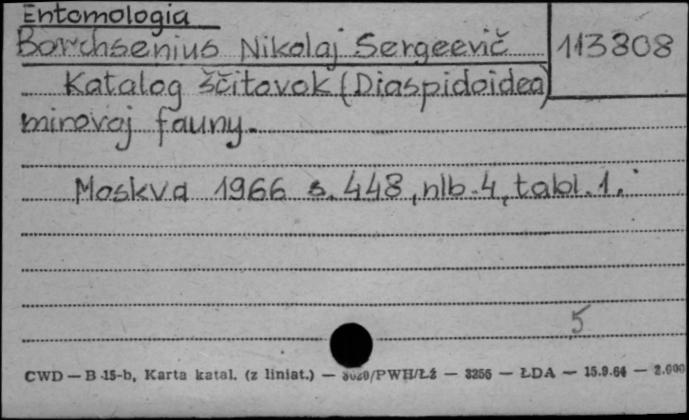 Entomologia
Borchsenius Nikolaj Sergeevič 113808
Katalog ščitovok (Diaspidoidea)
mirovoj fauny.
Moskva 1966 s. 448, nlb. 4, tabl. 1.
5
CWD — B 15-b, Karta katal. (z liniat.) — /PWH/Łź — 3256 — ŁDA — 15.9.64 — 2.000